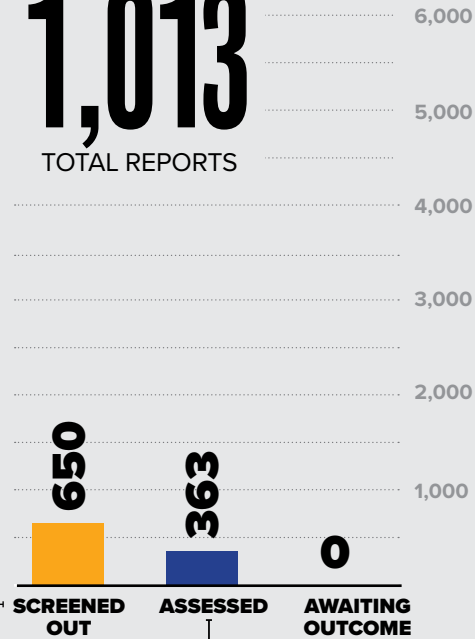 1,013
TOTAL REPORTS
6,000
5,000
4,000
3,000
2,000
1,000
650
363
0
SCREENED
OUT
ASSESSED
AWAITING
OUTCOME